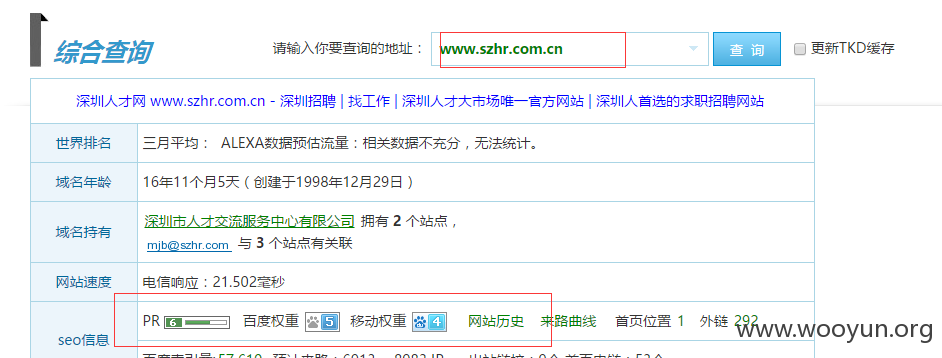 综合查询 请输入你要查询的地址： www.szhr.com.cn 查 询 更新TKD缓存
深圳人才网 www.szhr.com.cn - 深圳招聘 | 找工作 | 深圳人才大市场唯一官方网站 | 深圳人首选的求职招聘网站
世界排名 三月平均： ALEXA数据预估流量：相关数据不充分，无法统计。
域名年龄 16年11个月5天（创建于1998年12月29日）
域名持有 深圳市人才交流服务中心有限公司 拥有 2 个站点，
mjb@szhr.com 与 3 个站点有关联
网站速度 电信响应：21.502毫秒
seo信息 PR 6 百度权重 5 移动权重 4 网站历史 来路曲线 首页位置 1 外链 292
www.wooyun.org